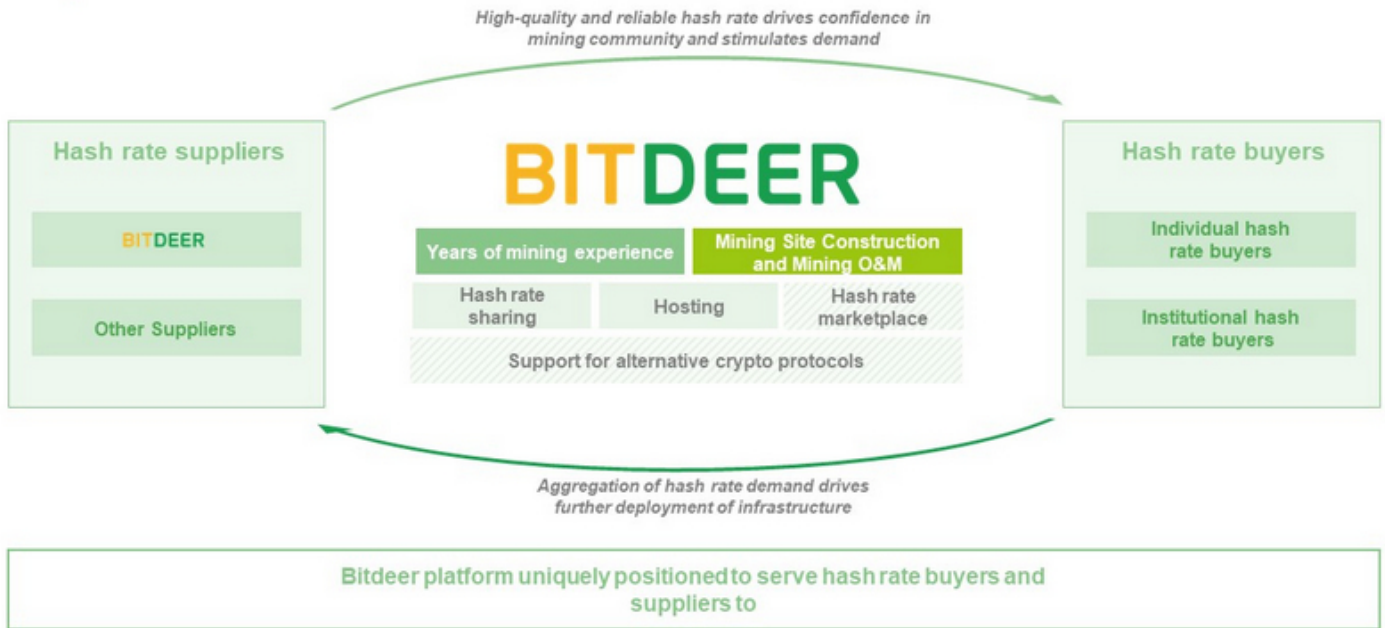 High-quality and reliable hash rate drives confidence in
mining community and stimulates demand
Hash rate suppliers
BITDEER
Other Suppliers
BITDEER
Years of mining experience
Mining Site Construction
and Mining O&M
Hash rate
sharing
Hosting
Hash rate
marketplace
Support for alternative crypto protocols
Hash rate buyers
Individual hash
rate buyers
Institutional hash
rate buyers
Aggregation of hash rate demand drives
further deployment of infrastructure
Bitdeer platform uniquely positioned to serve hash rate buyers and
suppliers to